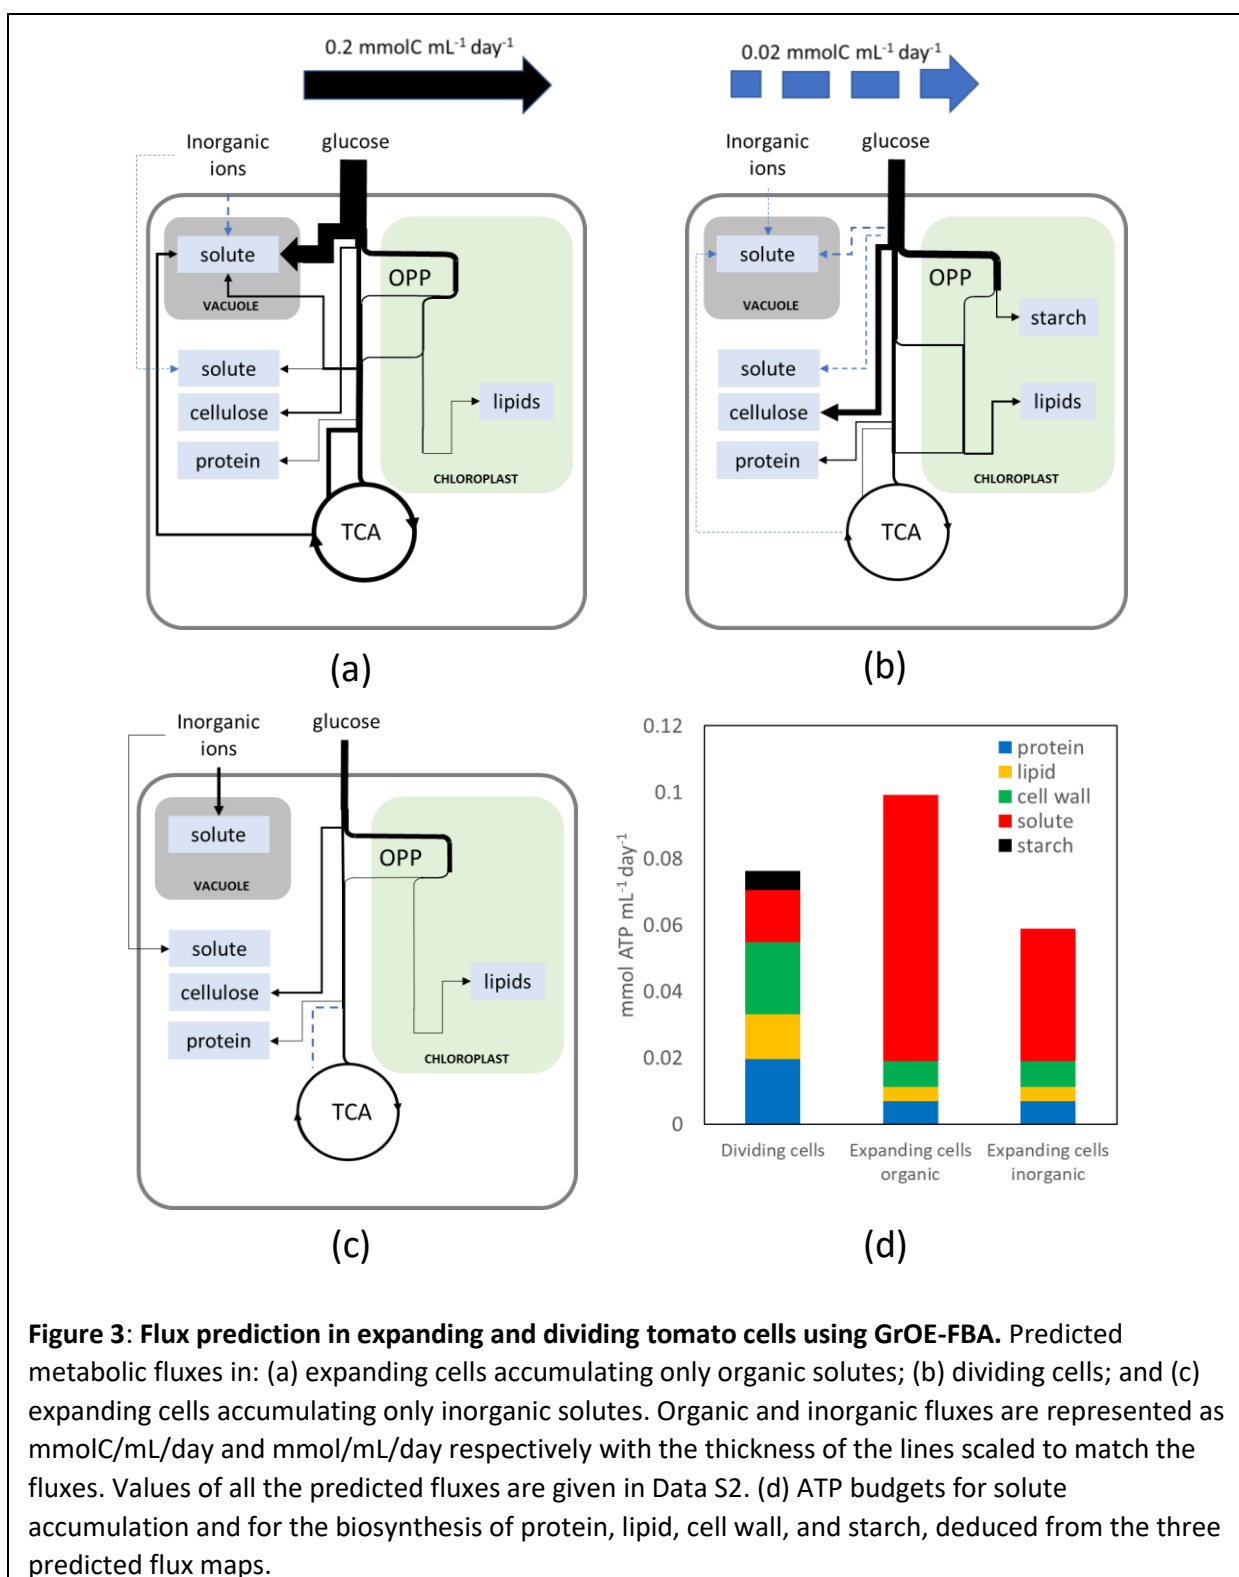 0.2 mmolC mL⁻¹ day⁻¹
Inorganic
ions
glucose
solute
VACUOLE
OPP
solute
cellulose
protein
lipids
CHLOROPLAST
TCA
(a)
0.02 mmolC mL⁻¹ day⁻¹
Inorganic
ions
glucose
solute
VACUOLE
OPP
starch
solute
cellulose
protein
lipids
CHLOROPLAST
TCA
(b)
Inorganic
ions
glucose
solute
VACUOLE
OPP
solute
cellulose
protein
lipids
CHLOROPLAST
TCA
(c)
mmol ATP mL⁻¹ day⁻¹
0.12
0.1
0.08
0.06
0.04
0.02
0
protein
lipid
cell wall
solute
starch
Dividing cells
Expanding cells
organic
Expanding cells
inorganic
(d)
Figure 3: Flux prediction in expanding and dividing tomato cells using GrOE-FBA. Predicted
metabolic fluxes in: (a) expanding cells accumulating only organic solutes; (b) dividing cells; and (c)
expanding cells accumulating only inorganic solutes. Organic and inorganic fluxes are represented as
mmolC/mL/day and mmol/mL/day respectively with the thickness of the lines scaled to match the
fluxes. Values of all the predicted fluxes are given in Data S2. (d) ATP budgets for solute
accumulation and for the biosynthesis of protein, lipid, cell wall, and starch, deduced from the three
predicted flux maps.